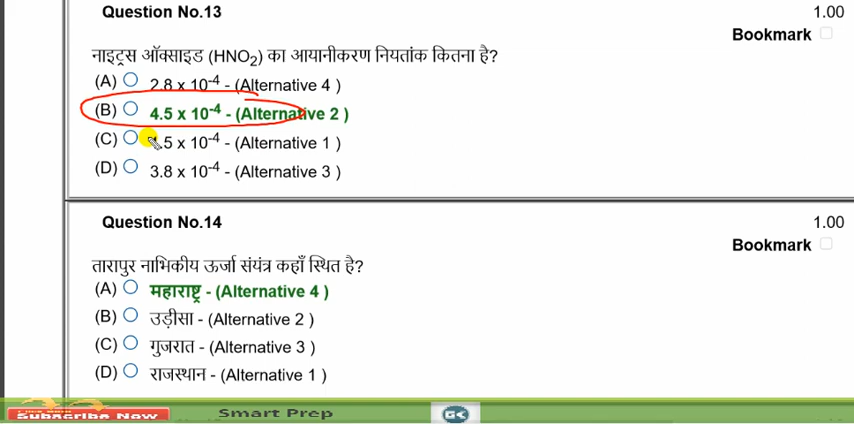 Question No.13 1.00
Bookmark
नाइट्रस ऑक्साइड (HNO₂) का आयानीकरण नियतांक कितना है?
(A) 2.8 x 10⁻⁴ - (Alternative 4 )
(B) 4.5 x 10⁻⁴ - (Alternative 2 )
(C) .5 x 10⁻⁴ - (Alternative 1 )
(D) 3.8 x 10⁻⁴ - (Alternative 3 )
Question No.14 1.00
Bookmark
तारापुर नाभिकीय ऊर्जा संयंत्र कहाँ स्थित है?
(A) महाराष्ट्र - (Alternative 4 )
(B) उड़ीसा - (Alternative 2 )
(C) गुजरात - (Alternative 3 )
(D) राजस्थान - (Alternative 1 )
Subscribe Now Smart Prep GK